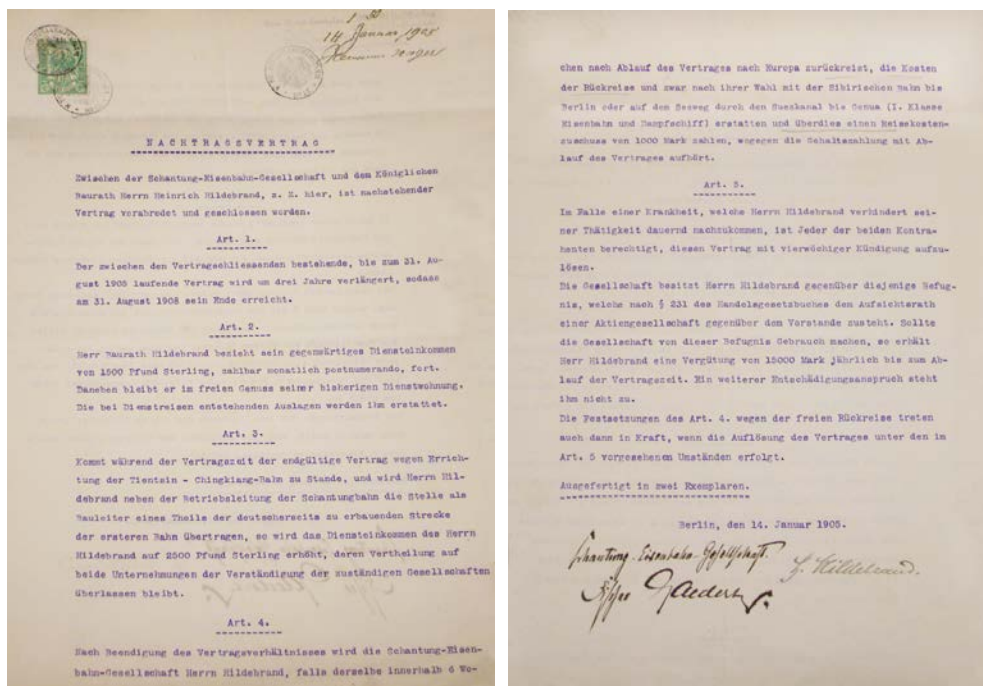 14 Januar 1905
NACHTRAGSVERTRAG
Zwischen der Schantung-Eisenbahn-Gesellschaft und dem Königlichen
Baurath Herrn Heinrich Hildebrand, z. Z. hier, ist nachstehender
Vertrag verabredet und geschlossen worden.
Art. 1.
Der zwischen den Vertragschliessenden bestehende, bis zum 31. Au-
gust 1905 laufende Vertrag wird um drei Jahre verlängert, sodass
am 31. August 1908 sein Ende erreicht.
Art. 2.
Herr Baurath Hildebrand bezieht sein gegenwärtiges Diensteinkommen
von 1500 Pfund Sterling, zahlbar monatlich postnumerando, fort.
Daneben bleibt er im freien Genuss seiner bisherigen Dienstwohnung.
Die bei Dienstreisen entstehenden Auslagen werden ihm erstattet.
Art. 3.
Kommt während der Vertragszeit der endgültige Vertrag wegen Errich-
tung der Tientsin - Chingkiang-Bahn zu Stande, und wird Herrn Hil-
debrand neben der Betriebsleitung der Schantungbahn die Stelle als
Bauleiter eines Theils der deutscherseits zu erbauenden Strecke
der ersteren Bahn übertragen, so wird das Diensteinkommen des Herrn
Hildebrand auf 2500 Pfund Sterling erhöht, deren Vertheilung auf
beide Unternehmungen der Verständigung der zuständigen Gesellschaften
überlassen bleibt.
Art. 4.
Nach Beendigung des Vertragsverhältnisses wird die Schantung-Eisen-
bahn-Gesellschaft Herrn Hildebrand, falls derselbe innerhalb 6 Wo-
chen nach Ablauf des Vertrages nach Europa zurückreist, die Kosten
der Rückreise und zwar nach ihrer Wahl mit der Sibirischen Bahn bis
Berlin oder auf dem Seeweg durch den Suezkanal bis Genua (I. Klasse
Eisenbahn und Dampfschiff) erstatten und überdies einen Reisekosten-
zuschuss von 1000 Mark zahlen, wogegen die Gehaltszahlung mit Ab-
lauf des Vertrages aufhört.
Art. 5.
Im Falle einer Krankheit, welche Herrn Hildebrand verhindert sei-
ner Thätigkeit dauernd nachzukommen, ist Jeder der beiden Kontra-
henten berechtigt, diesen Vertrag mit vierwöchiger Kündigung aufzu-
lösen.
Die Gesellschaft besitzt Herrn Hildebrand gegenüber diejenige Befug-
nis, welche nach § 231 des Handelsgesetzbuches dem Aufsichtsrath
einer Aktiengesellschaft gegenüber dem Vorstande zusteht. Sollte
die Gesellschaft von dieser Befugnis Gebrauch machen, so erhält
Herr Hildebrand eine Vergütung von 15000 Mark jährlich bis zum Ab-
lauf der Vertragszeit. Ein weiterer Entschädigungsanspruch steht
ihm nicht zu.
Die Festsetzungen des Art. 4. wegen der freien Rückreise treten
auch dann in Kraft, wenn die Auflösung des Vertrages unter den im
Art. 5 vorgesehenen Umständen erfolgt.
Ausgefertigt in zwei Exemplaren.
Berlin, den 14. Januar 1905.
Schantung-Eisenbahn-Gesellschaft.
H. Hildebrand.